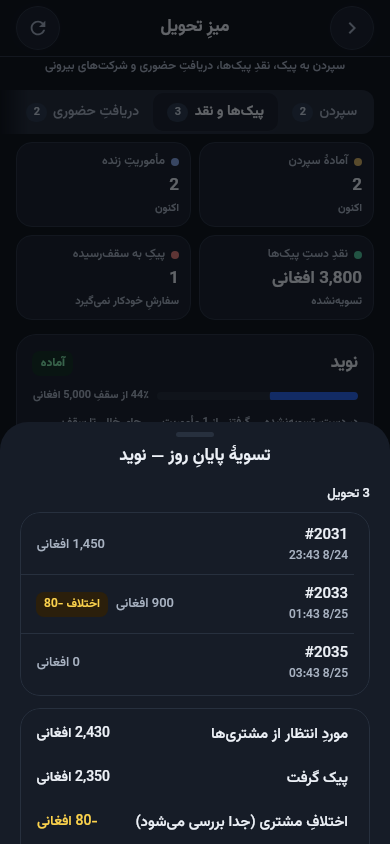 میزِ تحویل
سپردن به پیک، نقدِ پیک‌ها، دریافتِ حضوری و شرکت‌های بیرونی
سپردن 2
پیک‌ها و نقد 3
دریافتِ حضوری 2
آمادهٔ سپردن
2
اکنون
مأموریتِ زنده
2
اکنون
نقدِ دستِ پیک‌ها
3,800 افغانی
تسویه‌نشده
پیکِ به سقف‌رسیده
1
سفارشِ خودکار نمی‌گیرد
نوید
آماده
44٪ از سقفِ 5,000 افغانی
تسویهٔ پایانِ روز — نوید
3 تحویل
#2031
1,450 افغانی
23:43 8/24
#2033
900 افغانی
اختلاف -80
01:43 8/25
#2035
0 افغانی
03:43 8/25
موردِ انتظار از مشتری‌ها 2,430 افغانی
پیک گرفت 2,350 افغانی
اختلافِ مشتری (جدا بررسی می‌شود) -80 افغانی